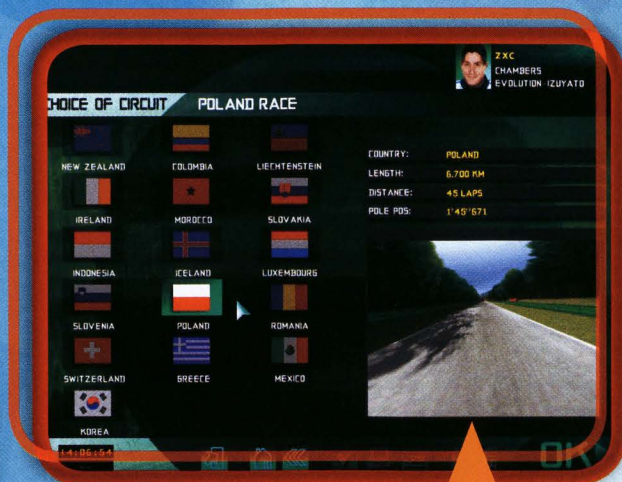 ZXC
CHAMBERS
EVOLUTION IZUYATO
CHOICE OF CIRCUIT
POLAND RACE
NEW ZEALAND
COLOMBIA
LIECHTENSTEIN
IRELAND
MOROCCO
SLOVAKIA
INDONESIA
ICELAND
LUXEMBOURG
SLOVENIA
POLAND
ROMANIA
SWITZERLAND
GREECE
MEXICO
KOREA
COUNTRY: POLAND
LENGTH: 6.700 KM
DISTANCE: 45 LAPS
POLE POS: 1'45''671
14:06:54
OK